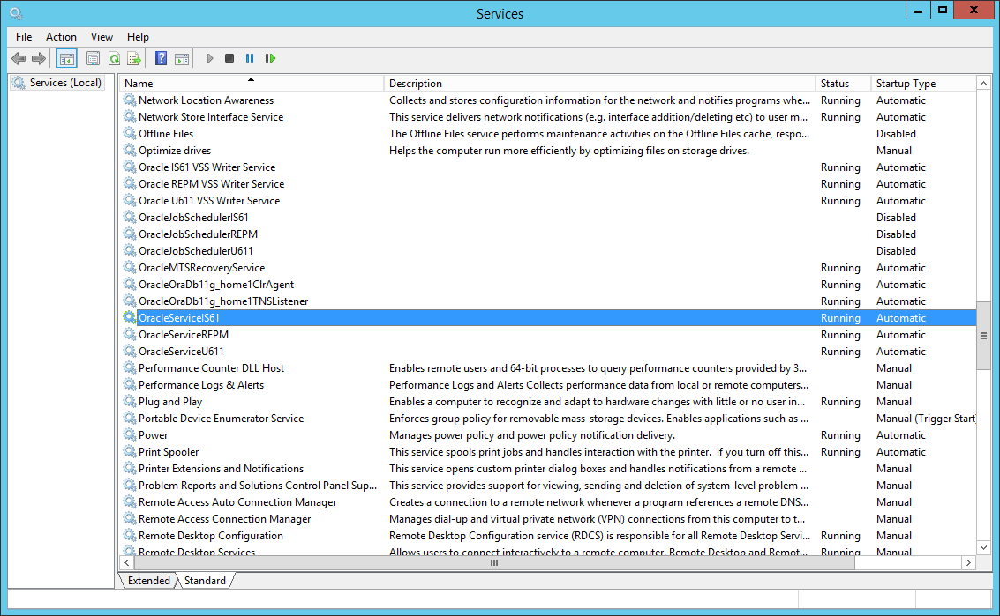 Services
File Action View Help
Services (Local)
Name Description Status Startup Type
Network Location Awareness Collects and stores configuration information for the network and notifies programs whe... Running Automatic
Network Store Interface Service This service delivers network notifications (e.g. interface addition/deleting etc) to user m... Running Automatic
Offline Files The Offline Files service performs maintenance activities on the Offline Files cache, respo... Disabled
Optimize drives Helps the computer run more efficiently by optimizing files on storage drives. Manual
Oracle IS61 VSS Writer Service Running Automatic
Oracle REPM VSS Writer Service Running Automatic
Oracle U611 VSS Writer Service Running Automatic
OracleJobSchedulerIS61 Disabled
OracleJobSchedulerREPM Disabled
OracleJobSchedulerU611 Disabled
OracleMTSRecoveryService Running Automatic
OracleOraDb11g_home1ClrAgent Running Automatic
OracleOraDb11g_home1TNSListener Running Automatic
OracleServiceIS61 Running Automatic
OracleServiceREPM Running Automatic
OracleServiceU611 Running Automatic
Performance Counter DLL Host Enables remote users and 64-bit processes to query performance counters provided by 3... Manual
Performance Logs & Alerts Performance Logs and Alerts Collects performance data from local or remote computers... Manual
Plug and Play Enables a computer to recognize and adapt to hardware changes with little or no user in... Running Manual
Portable Device Enumerator Service Enforces group policy for removable mass-storage devices. Enables applications such as ... Manual (Trigger Start
Power Manages power policy and power policy notification delivery. Running Automatic
Print Spooler This service spools print jobs and handles interaction with the printer. If you turn off this... Running Automatic
Printer Extensions and Notifications This service opens custom printer dialog boxes and handles notifications from a remote ... Manual
Problem Reports and Solutions Control Panel Sup... This service provides support for viewing, sending and deletion of system-level problem ... Manual
Remote Access Auto Connection Manager Creates a connection to a remote network whenever a program references a remote DNS... Manual
Remote Access Connection Manager Manages dial-up and virtual private network (VPN) connections from this computer to t... Manual
Remote Desktop Configuration Remote Desktop Configuration service (RDCS) is responsible for all Remote Desktop Servi... Running Manual
Remote Desktop Services Allows users to connect interactively to a remote computer. Remote Desktop and Remot... Running Manual
Extended Standard